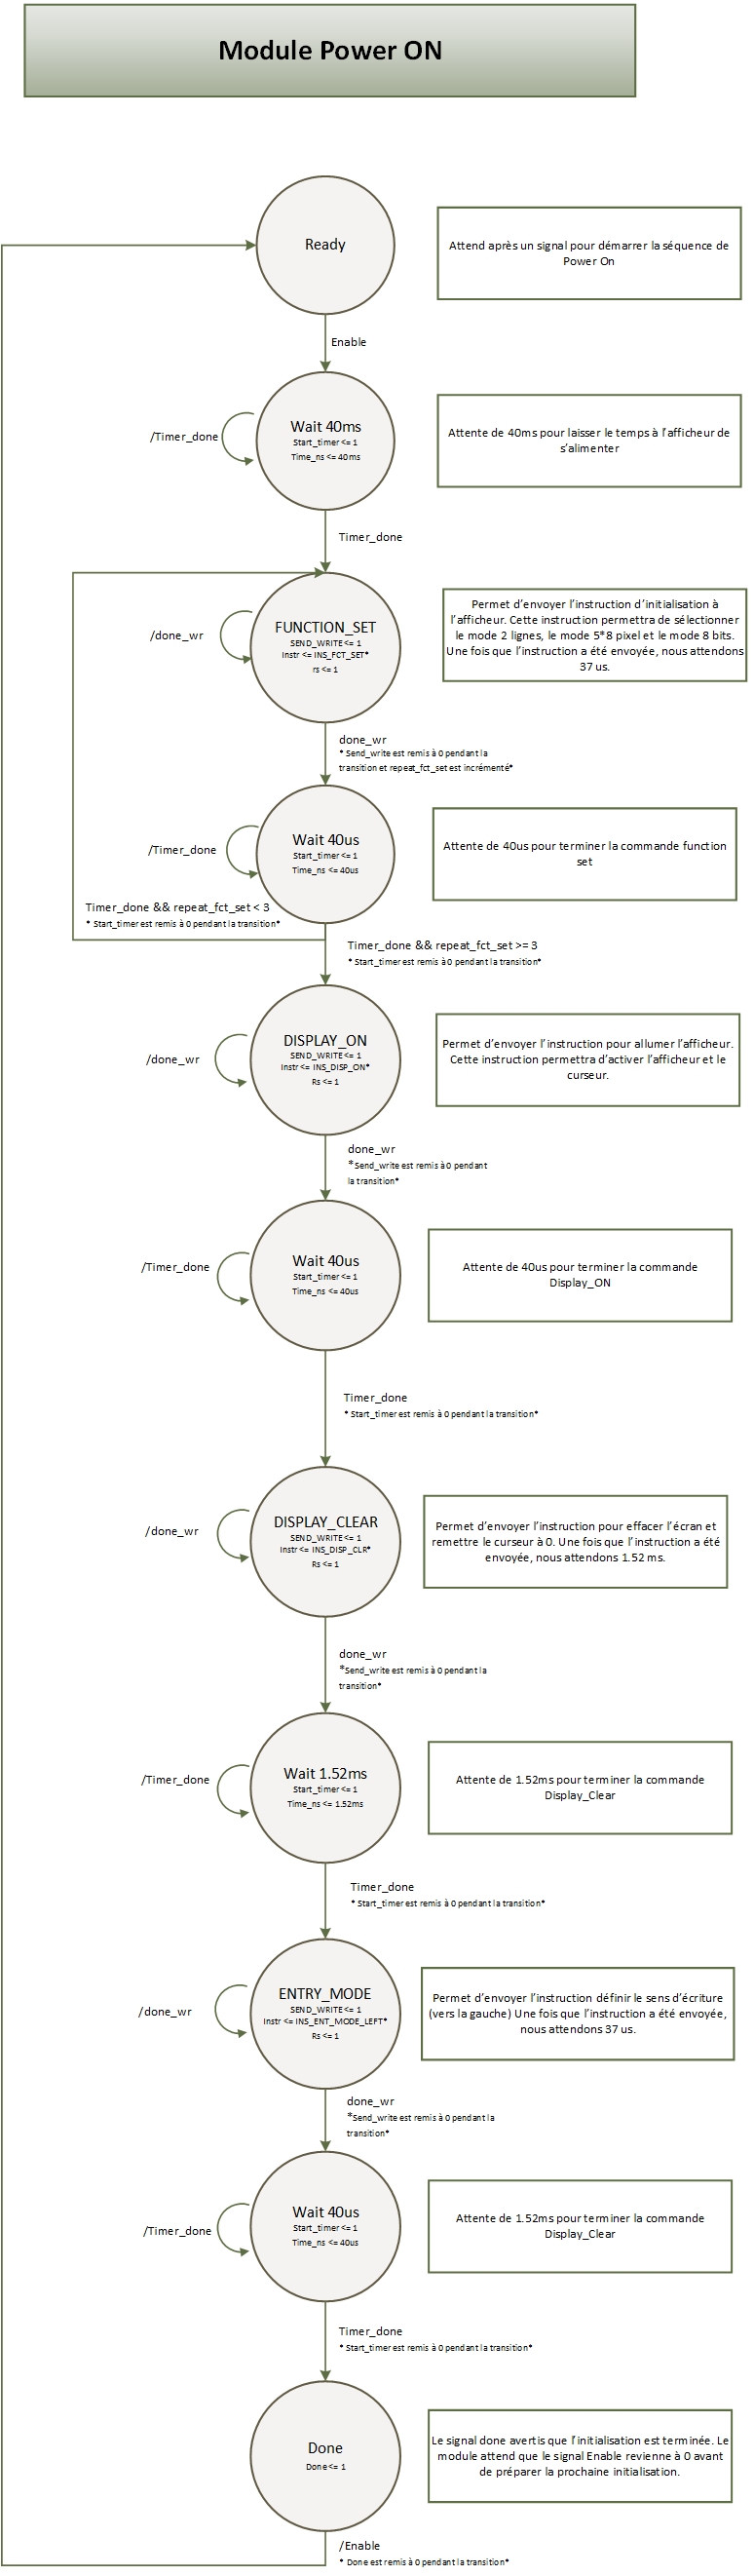 Module Power ON
Ready
Attend après un signal pour démarrer la séquence de
Power On
Enable
/Timer_done
Wait 40ms
Start_timer <= 1
Time_ns <= 40ms
Attente de 40ms pour laisser le temps à l'afficheur de
s'alimenter
Timer_done
/done_wr
FUNCTION_SET
SEND_WRITE <= 1
Instr <= INS_FCT_SET*
rs <= 1
Permet d'envoyer l'instruction d'initialisation à
l'afficheur. Cette instruction permettra de sélectionner
le mode 2 lignes, le mode 5*8 pixel et le mode 8 bits.
Une fois que l'instruction a été envoyée, nous attendons
37 us.
done_wr
* Send_write est remis à 0 pendant la
transition et repeat_fct_set est incrémenté*
/Timer_done
Wait 40us
Start_timer <= 1
Time_ns <= 40us
Attente de 40us pour terminer la commande function
set
Timer_done && repeat_fct_set < 3
* Start_timer est remis à 0 pendant la transition*
Timer_done && repeat_fct_set >= 3
* Start_timer est remis à 0 pendant la transition*
/done_wr
DISPLAY_ON
SEND_WRITE <= 1
Instr <= INS_DISP_ON*
Rs <= 1
Permet d'envoyer l'instruction pour allumer l'afficheur.
Cette instruction permettra d'activer l'afficheur et le
curseur.
done_wr
*Send_write est remis à 0 pendant
la transition*
/Timer_done
Wait 40us
Start_timer <= 1
Time_ns <= 40us
Attente de 40us pour terminer la commande
Display_ON
Timer_done
* Start_timer est remis à 0 pendant la transition*
/done_wr
DISPLAY_CLEAR
SEND_WRITE <= 1
Instr <= INS_DISP_CLR*
Rs <= 1
Permet d'envoyer l'instruction pour effacer l'écran et
remettre le curseur à 0. Une fois que l'instruction a été
envoyée, nous attendons 1.52 ms.
done_wr
*Send_write est remis à 0 pendant la
transition*
/Timer_done
Wait 1.52ms
Start_timer <= 1
Time_ns <= 1.52ms
Attente de 1.52ms pour terminer la commande
Display_Clear
Timer_done
* Start_timer est remis à 0 pendant la transition*
/done_wr
ENTRY_MODE
SEND_WRITE <= 1
Instr <= INS_ENT_MODE_LEFT*
Rs <= 1
Permet d'envoyer l'instruction définir le sens d'écriture
(vers la gauche) Une fois que l'instruction a été envoyée,
nous attendons 37 us.
done_wr
*Send_write est remis à 0 pendant la
transition*
/Timer_done
Wait 40us
Start_timer <= 1
Time_ns <= 40us
Attente de 1.52ms pour terminer la commande
Display_Clear
Timer_done
* Start_timer est remis à 0 pendant la transition*
Done
Done <= 1
Le signal done avertis que l'initialisation est terminée. Le
module attend que le signal Enable revienne à 0 avant
de préparer la prochaine initialisation.
/Enable
* Done est remis à 0 pendant la transition*